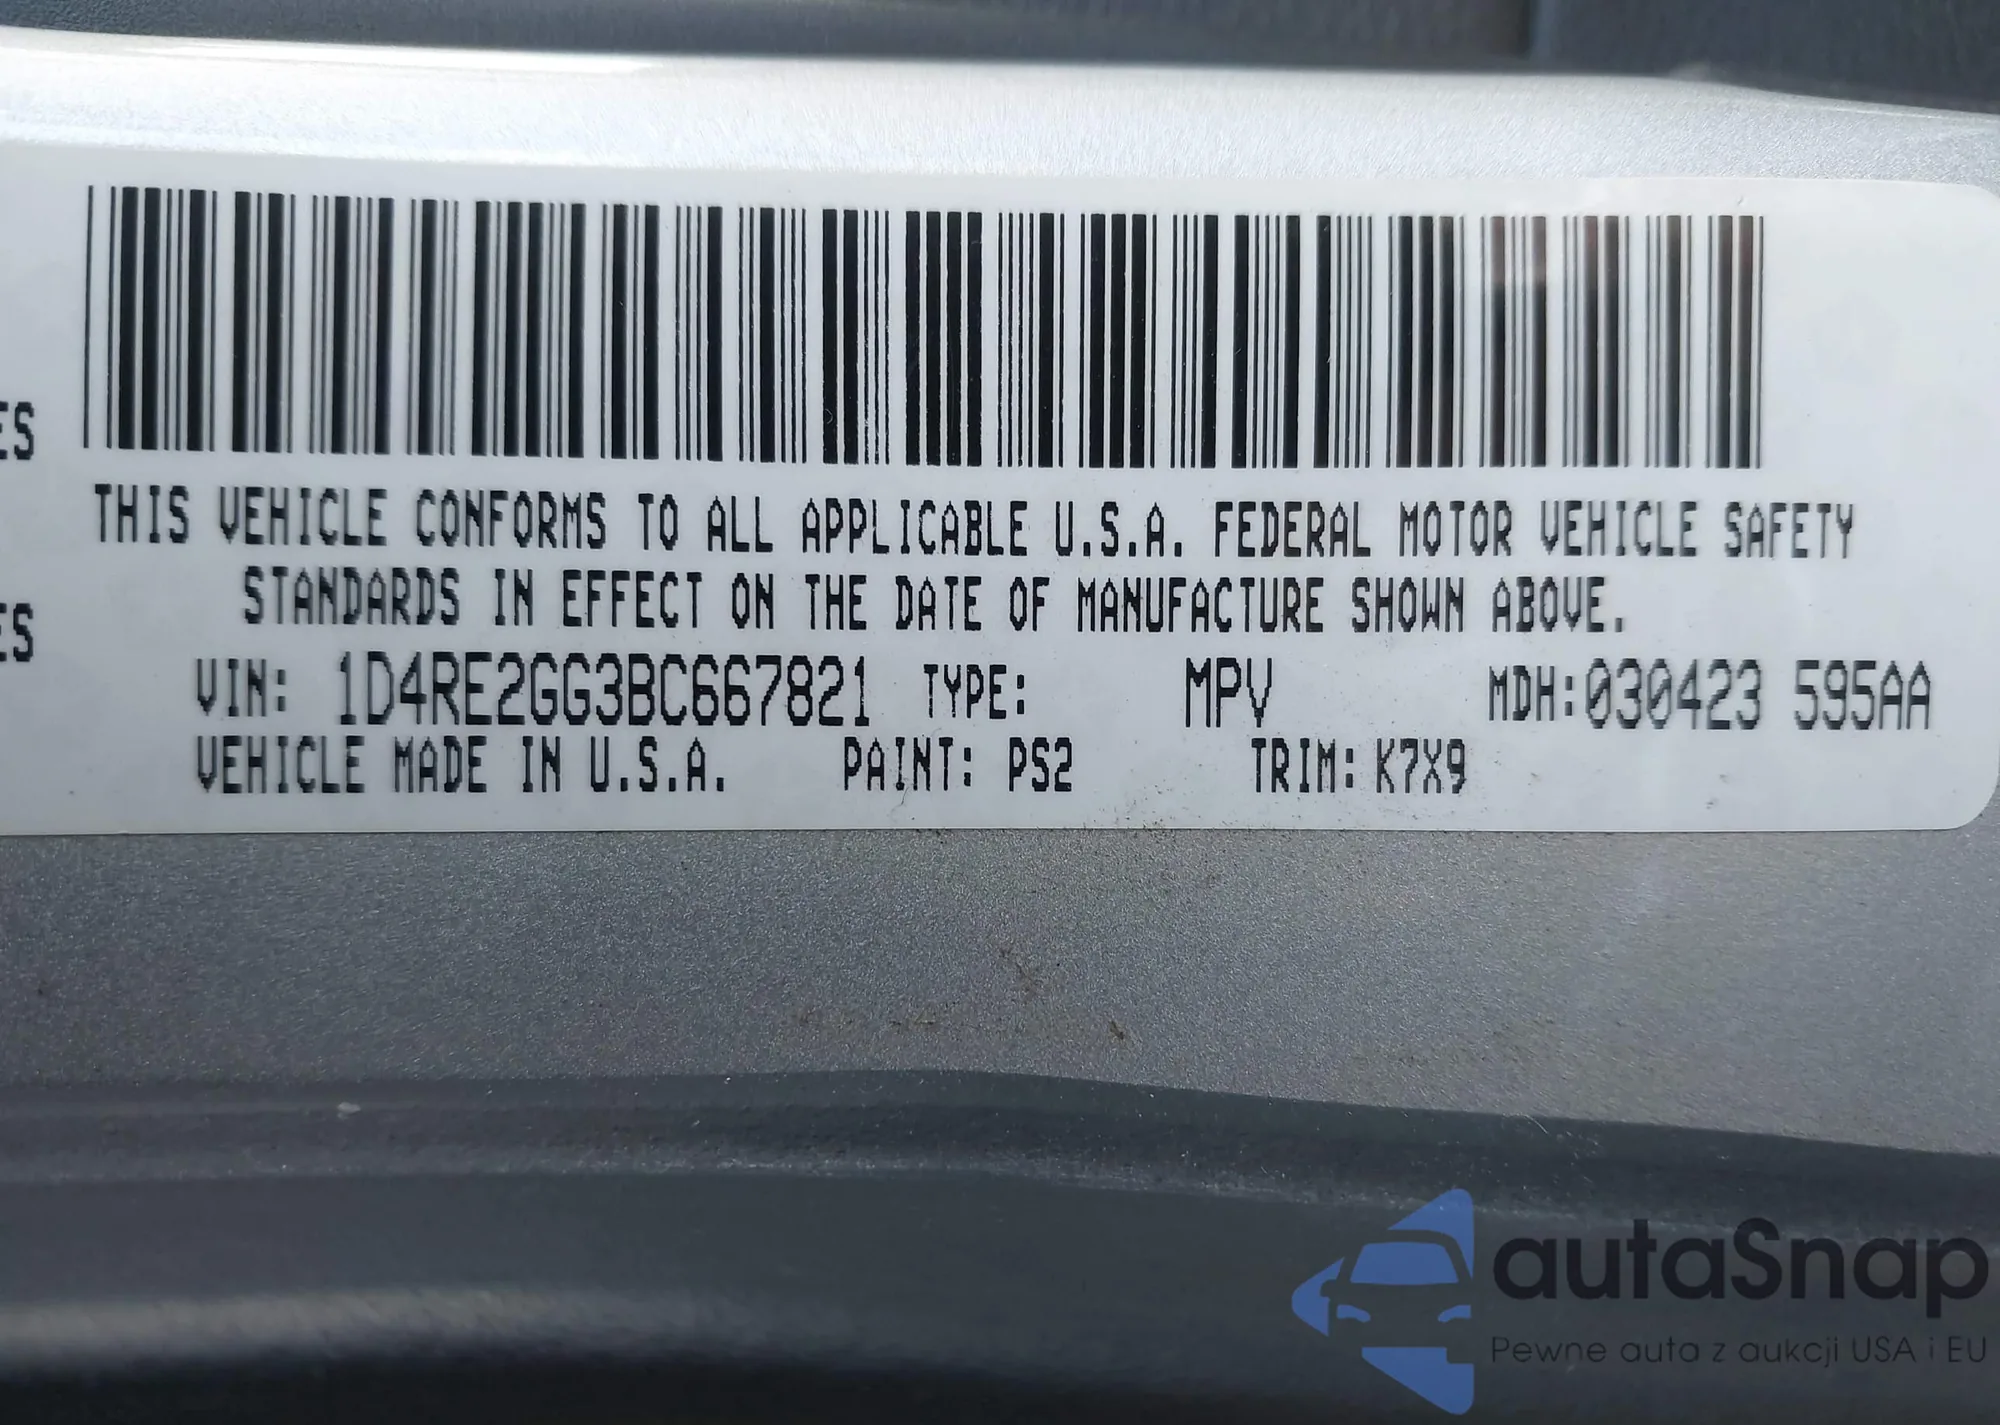 ES
THIS VEHICLE CONFORMS TO ALL APPLICABLE U.S.A. FEDERAL MOTOR VEHICLE SAFETY
STANDARDS IN EFFECT ON THE DATE OF MANUFACTURE SHOWN ABOVE.
ES
VIN: 1D4RE2GG3BC667821 TYPE: MPV MDH:030423 595AA
VEHICLE MADE IN U.S.A. PAINT: PS2 TRIM: K7X9
autaSnap
Pewne auta z aukcji USA i EU